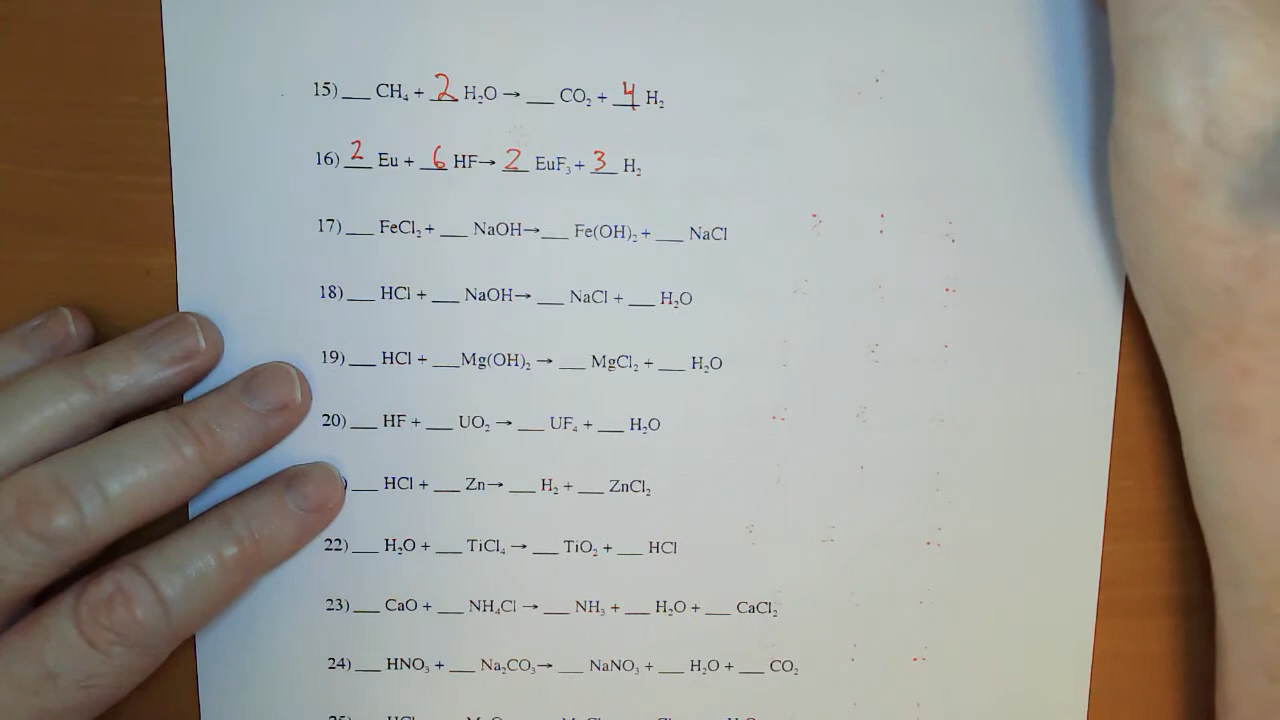 15) ___ CH₄ + 2 H₂O → ___ CO₂ + 4 H₂
16) 2 Eu + 6 HF → 2 EuF₃ + 3 H₂
17) ___ FeCl₂ + ___ NaOH → ___ Fe(OH)₂ + ___ NaCl
18) ___ HCl + ___ NaOH → ___ NaCl + ___ H₂O
19) ___ HCl + ___ Mg(OH)₂ → ___ MgCl₂ + ___ H₂O
20) ___ HF + ___ UO₂ → ___ UF₄ + ___ H₂O
) ___ HCl + ___ Zn → ___ H₂ + ___ ZnCl₂
22) ___ H₂O + ___ TiCl₄ → ___ TiO₂ + ___ HCl
23) ___ CaO + ___ NH₄Cl → ___ NH₃ + ___ H₂O + ___ CaCl₂
24) ___ HNO₃ + ___ Na₂CO₃ → ___ NaNO₃ + ___ H₂O + ___ CO₂